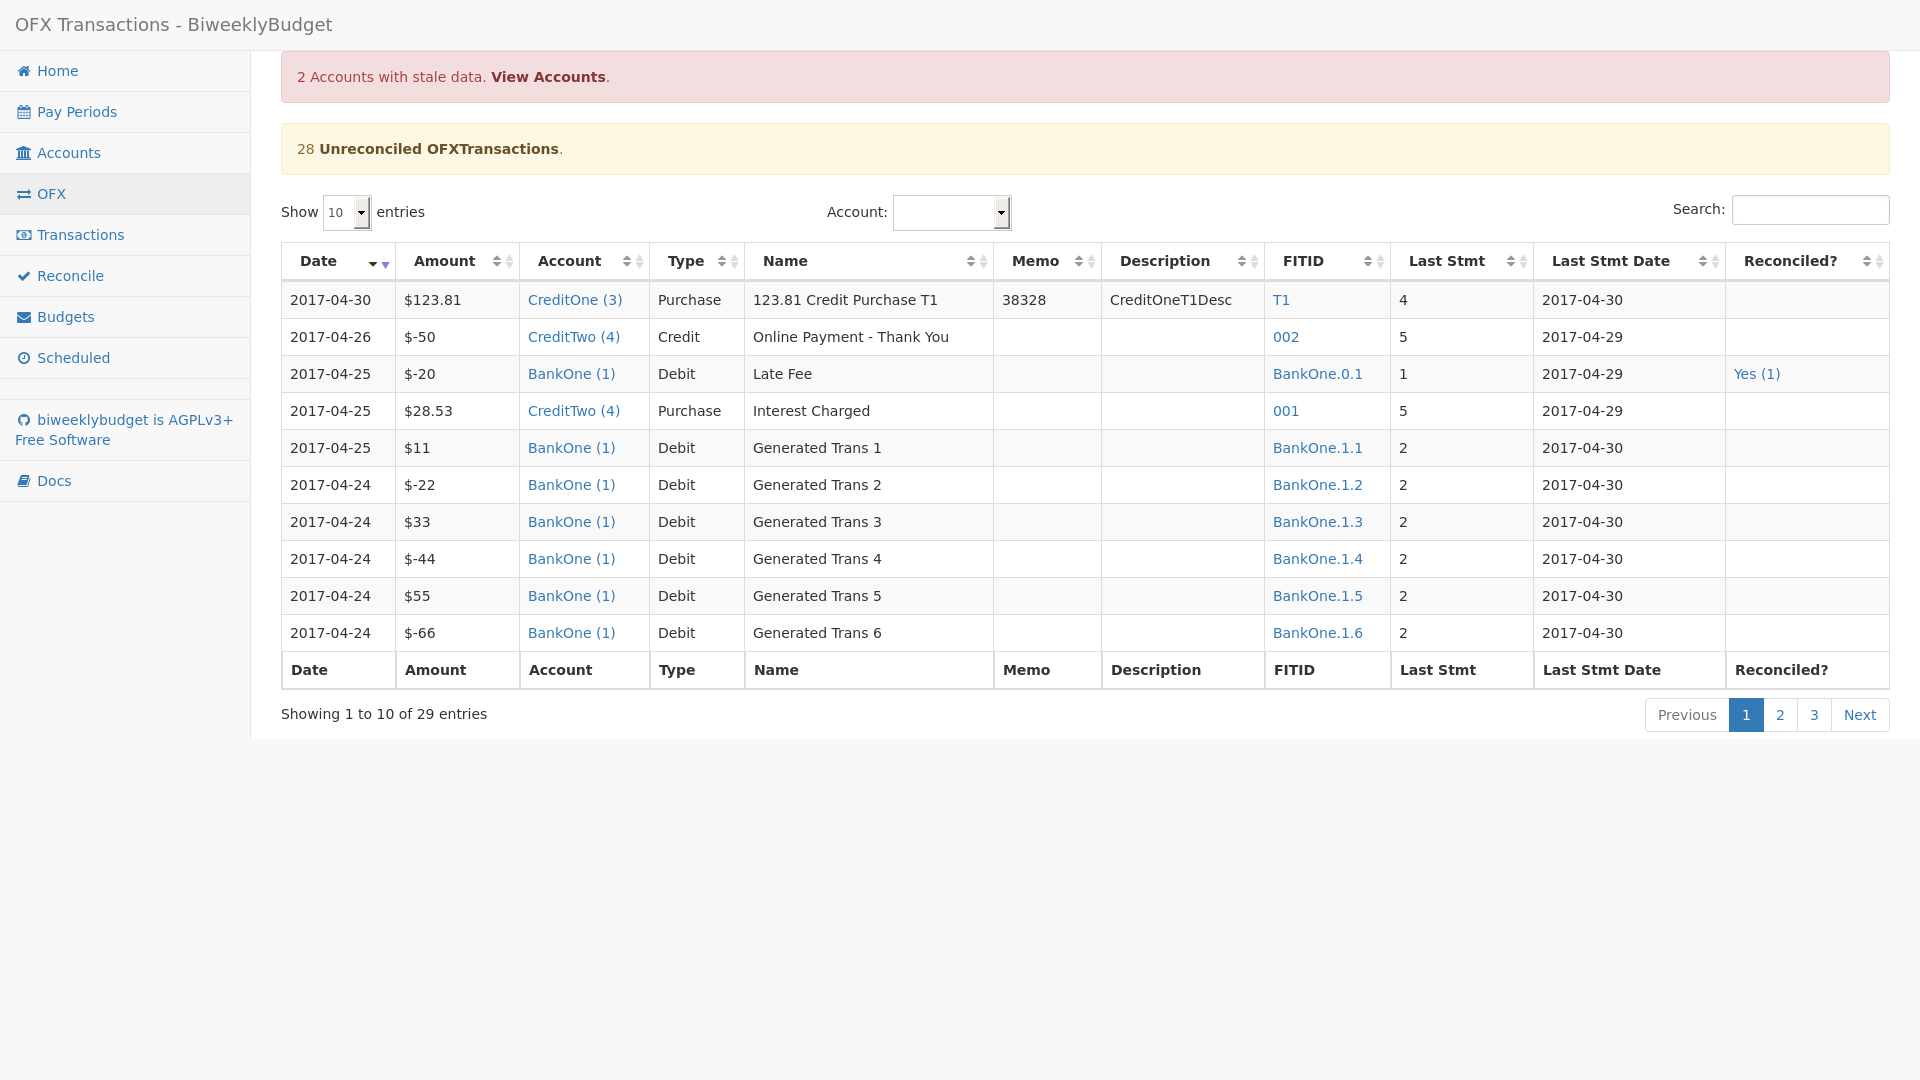 OFX Transactions - BiweeklyBudget
Home
Pay Periods
Accounts
OFX
Transactions
Reconcile
Budgets
Scheduled
biweeklybudget is AGPLv3+
Free Software
Docs
2 Accounts with stale data. View Accounts.
28 Unreconciled OFXTransactions.
Show 10 entries Account: Search:
Date Amount Account Type Name Memo Description FITID Last Stmt Last Stmt Date Reconciled?
2017-04-30 $123.81 CreditOne (3) Purchase 123.81 Credit Purchase T1 38328 CreditOneT1Desc T1 4 2017-04-30
2017-04-26 $-50 CreditTwo (4) Credit Online Payment - Thank You 002 5 2017-04-29
2017-04-25 $-20 BankOne (1) Debit Late Fee BankOne.0.1 1 2017-04-29 Yes (1)
2017-04-25 $28.53 CreditTwo (4) Purchase Interest Charged 001 5 2017-04-29
2017-04-25 $11 BankOne (1) Debit Generated Trans 1 BankOne.1.1 2 2017-04-30
2017-04-24 $-22 BankOne (1) Debit Generated Trans 2 BankOne.1.2 2 2017-04-30
2017-04-24 $33 BankOne (1) Debit Generated Trans 3 BankOne.1.3 2 2017-04-30
2017-04-24 $-44 BankOne (1) Debit Generated Trans 4 BankOne.1.4 2 2017-04-30
2017-04-24 $55 BankOne (1) Debit Generated Trans 5 BankOne.1.5 2 2017-04-30
2017-04-24 $-66 BankOne (1) Debit Generated Trans 6 BankOne.1.6 2 2017-04-30
Date Amount Account Type Name Memo Description FITID Last Stmt Last Stmt Date Reconciled?
Showing 1 to 10 of 29 entries Previous 1 2 3 Next